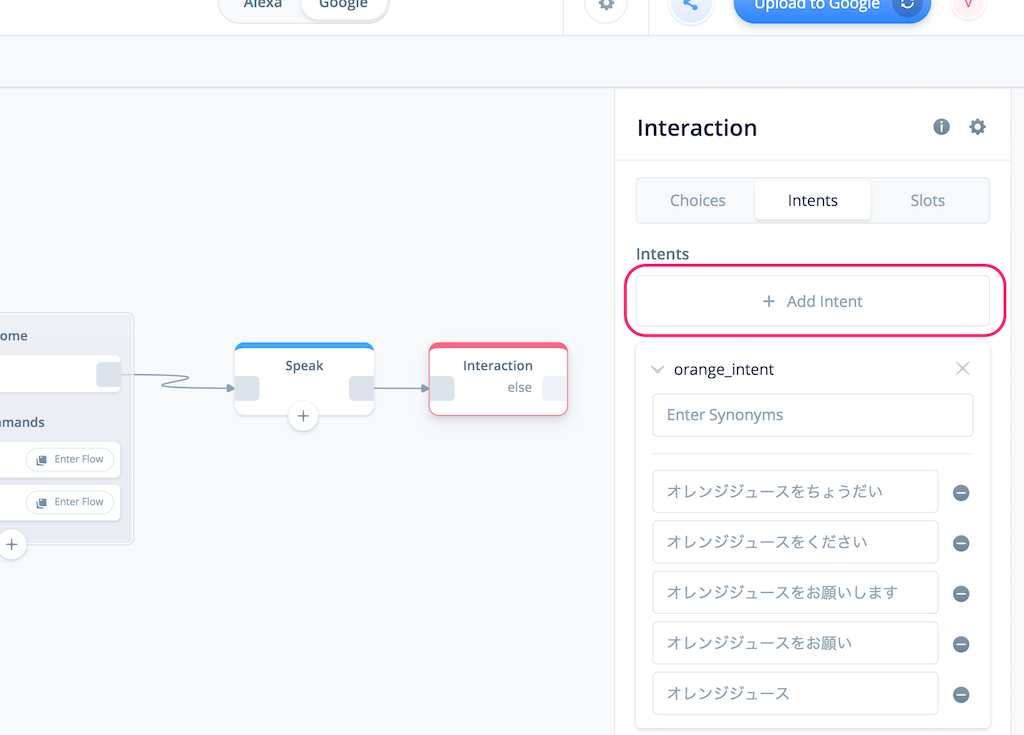 Alexa
Google
Upload to Google
V
Interaction
Choices
Intents
Slots
Intents
+ Add Intent
orange_intent
Enter Synonyms
オレンジジュースをちょうだい
オレンジジュースをください
オレンジジュースをお願いします
オレンジジュースをお願い
オレンジジュース
ome
Speak
Interaction
else
mands
Enter Flow
Enter Flow